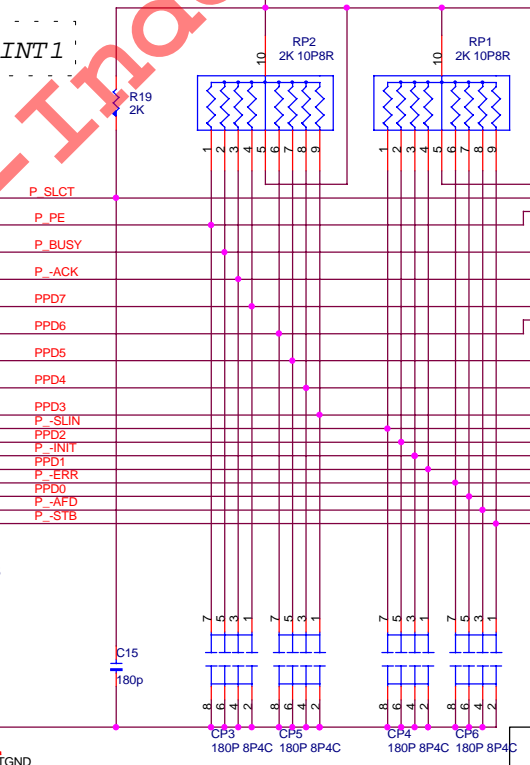 INT1
RP2
2K 10P8R
RP1
2K 10P8R
10
10
R19
2K
1 2 3 4 5 6 7 8 9
1 2 3 4 5 6 7 8 9
P_SLCT
P_PE
P_BUSY
P_-ACK
PPD7
PPD6
PPD5
PPD4
PPD3
P_-SLIN
PPD2
P_-INIT
PPD1
P_-ERR
PPD0
P_-AFD
P_-STB
7 5 3 1 7 5 3 1
7 5 3 1 7 5 3 1
C15
180p
8 6 4 2 8 6 4 2
8 6 4 2 8 6 4 2
CP3
180P 8P4C
CP5
180P 8P4C
CP4
180P 8P4C
CP6
180P 8P4C
TGND